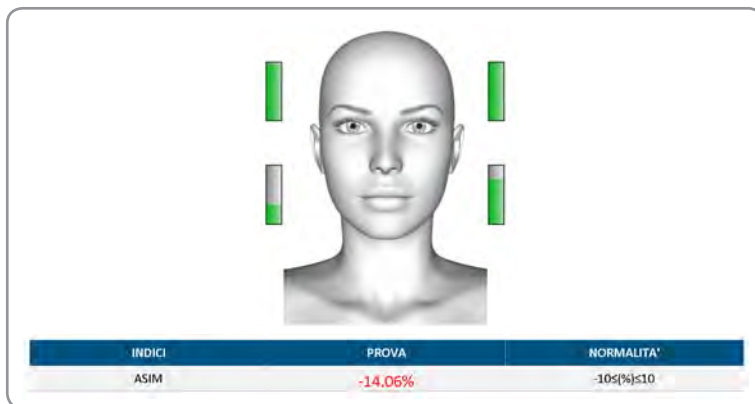 INDICI PROVA NORMALITA'
ASIM -14.06% -10≤(%)≤10